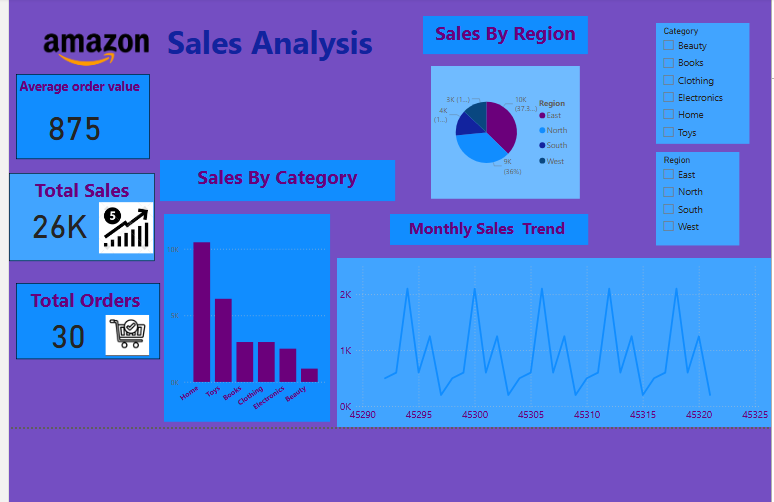 amazon
Sales Analysis
Average order value
875
Total Sales
26K
5
Total Orders
30
Sales By Category
Home
Toys
Books
Clothing
Electronics
Beauty
Sales By Region
3K (1...)
4K
(1...)
10K
(37.3...)
9K
(36%)
Region
East
North
South
West
Monthly Sales Trend
2K
1K
0K
45290
45295
45300
45305
45310
45315
45320
45325
Category
Beauty
Books
Clothing
Electronics
Home
Toys
Region
East
North
South
West